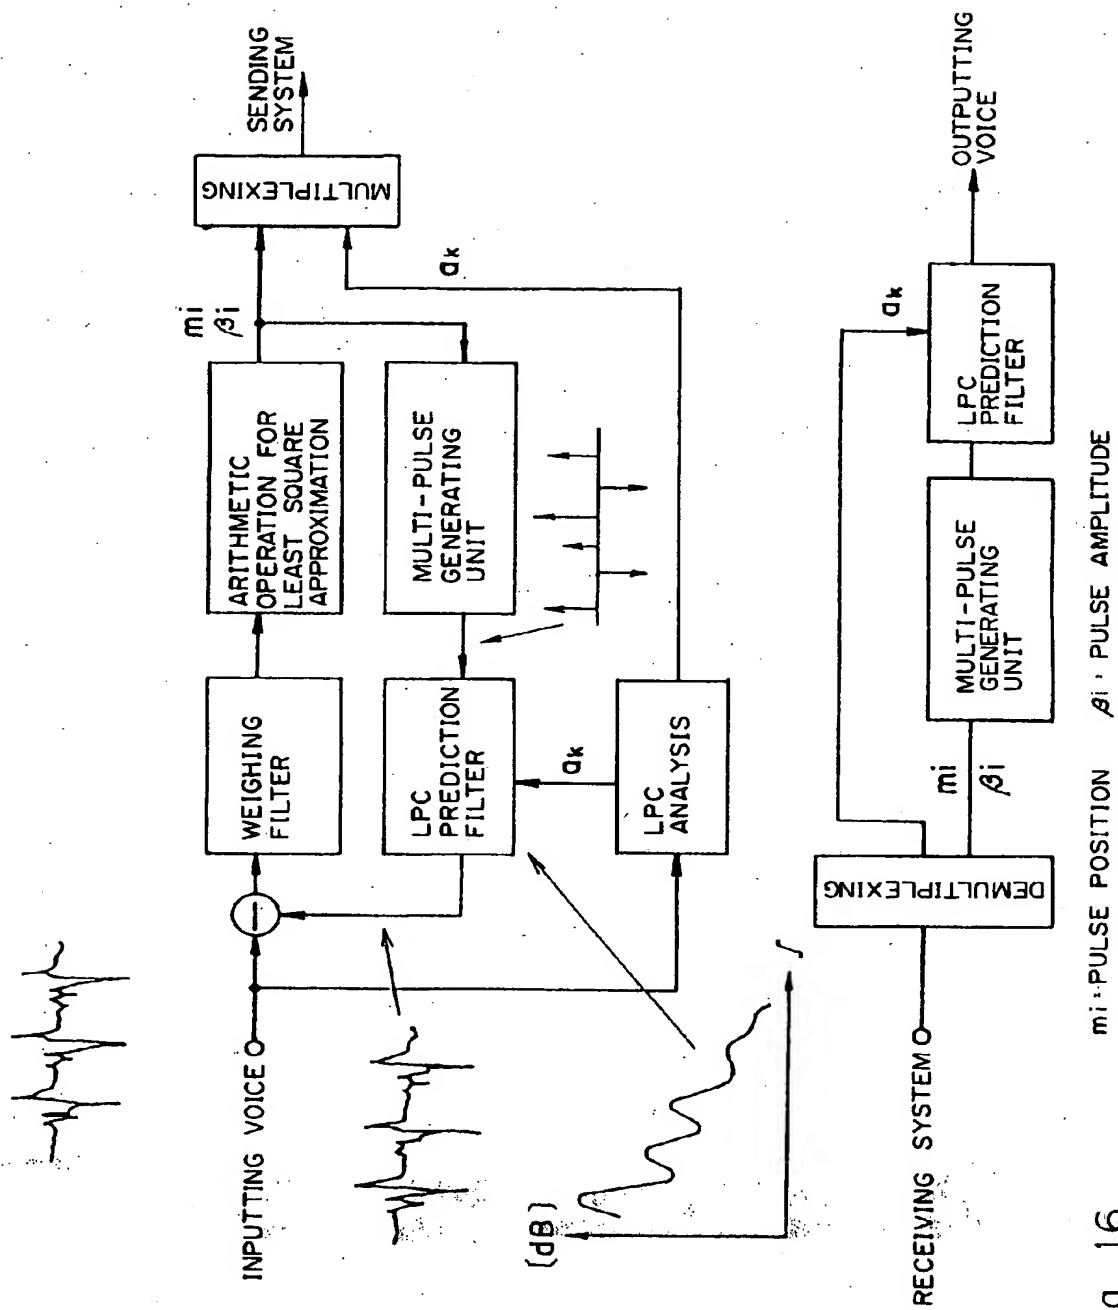 INPUTTING VOICE
WEIGHING
FILTER
ARITHMETIC
OPERATION FOR
LEAST SQUARE
APPROXIMATION
mi
βi
MULTIPLEXING
SENDING
SYSTEM
LPC
PREDICTION
FILTER
MULTI-PULSE
GENERATING
UNIT
ak
LPC
ANALYSIS
ak
(dB)
f
RECEIVING SYSTEM
DEMULTIPLEXING
mi
βi
MULTI-PULSE
GENERATING
UNIT
ak
LPC
PREDICTION
FILTER
OUTPUTTING
VOICE
mi: PULSE POSITION βi: PULSE AMPLITUDE
16